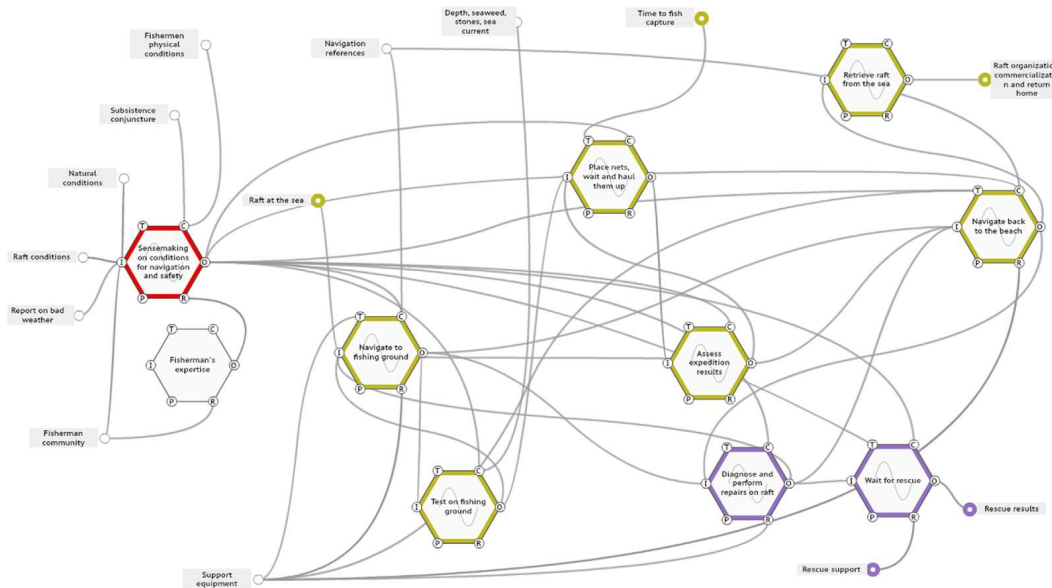 Depth, seaweed,
stones, sea
current
Time to fish
capture
Fishermen
physical
conditions
Navigation
references
T
C
I
Retrieve raft
from the sea
O
P
R
Raft organizatio
commercializat
n and return
home
Subsistence
conjuncture
T
C
I
Place nets,
wait and haul
them up
O
P
R
Natural
conditions
Raft at the sea
T
C
I
Navigate back
to the beach
O
P
R
T
C
I
Sensemaking
on conditions
for navigation
and safety
O
P
R
Raft conditions
Report on bad
weather
T
C
I
Fisherman's
expertise
O
P
R
T
C
I
Navigate to
fishing ground
O
P
R
T
C
I
Assess
expedition
results
O
P
R
Fisherman
community
T
C
I
Test on fishing
ground
O
P
R
T
C
I
Diagnose and
perform
repairs on raft
O
P
R
T
C
I
Wait for rescue
O
P
R
Rescue results
Rescue support
Support
equipment